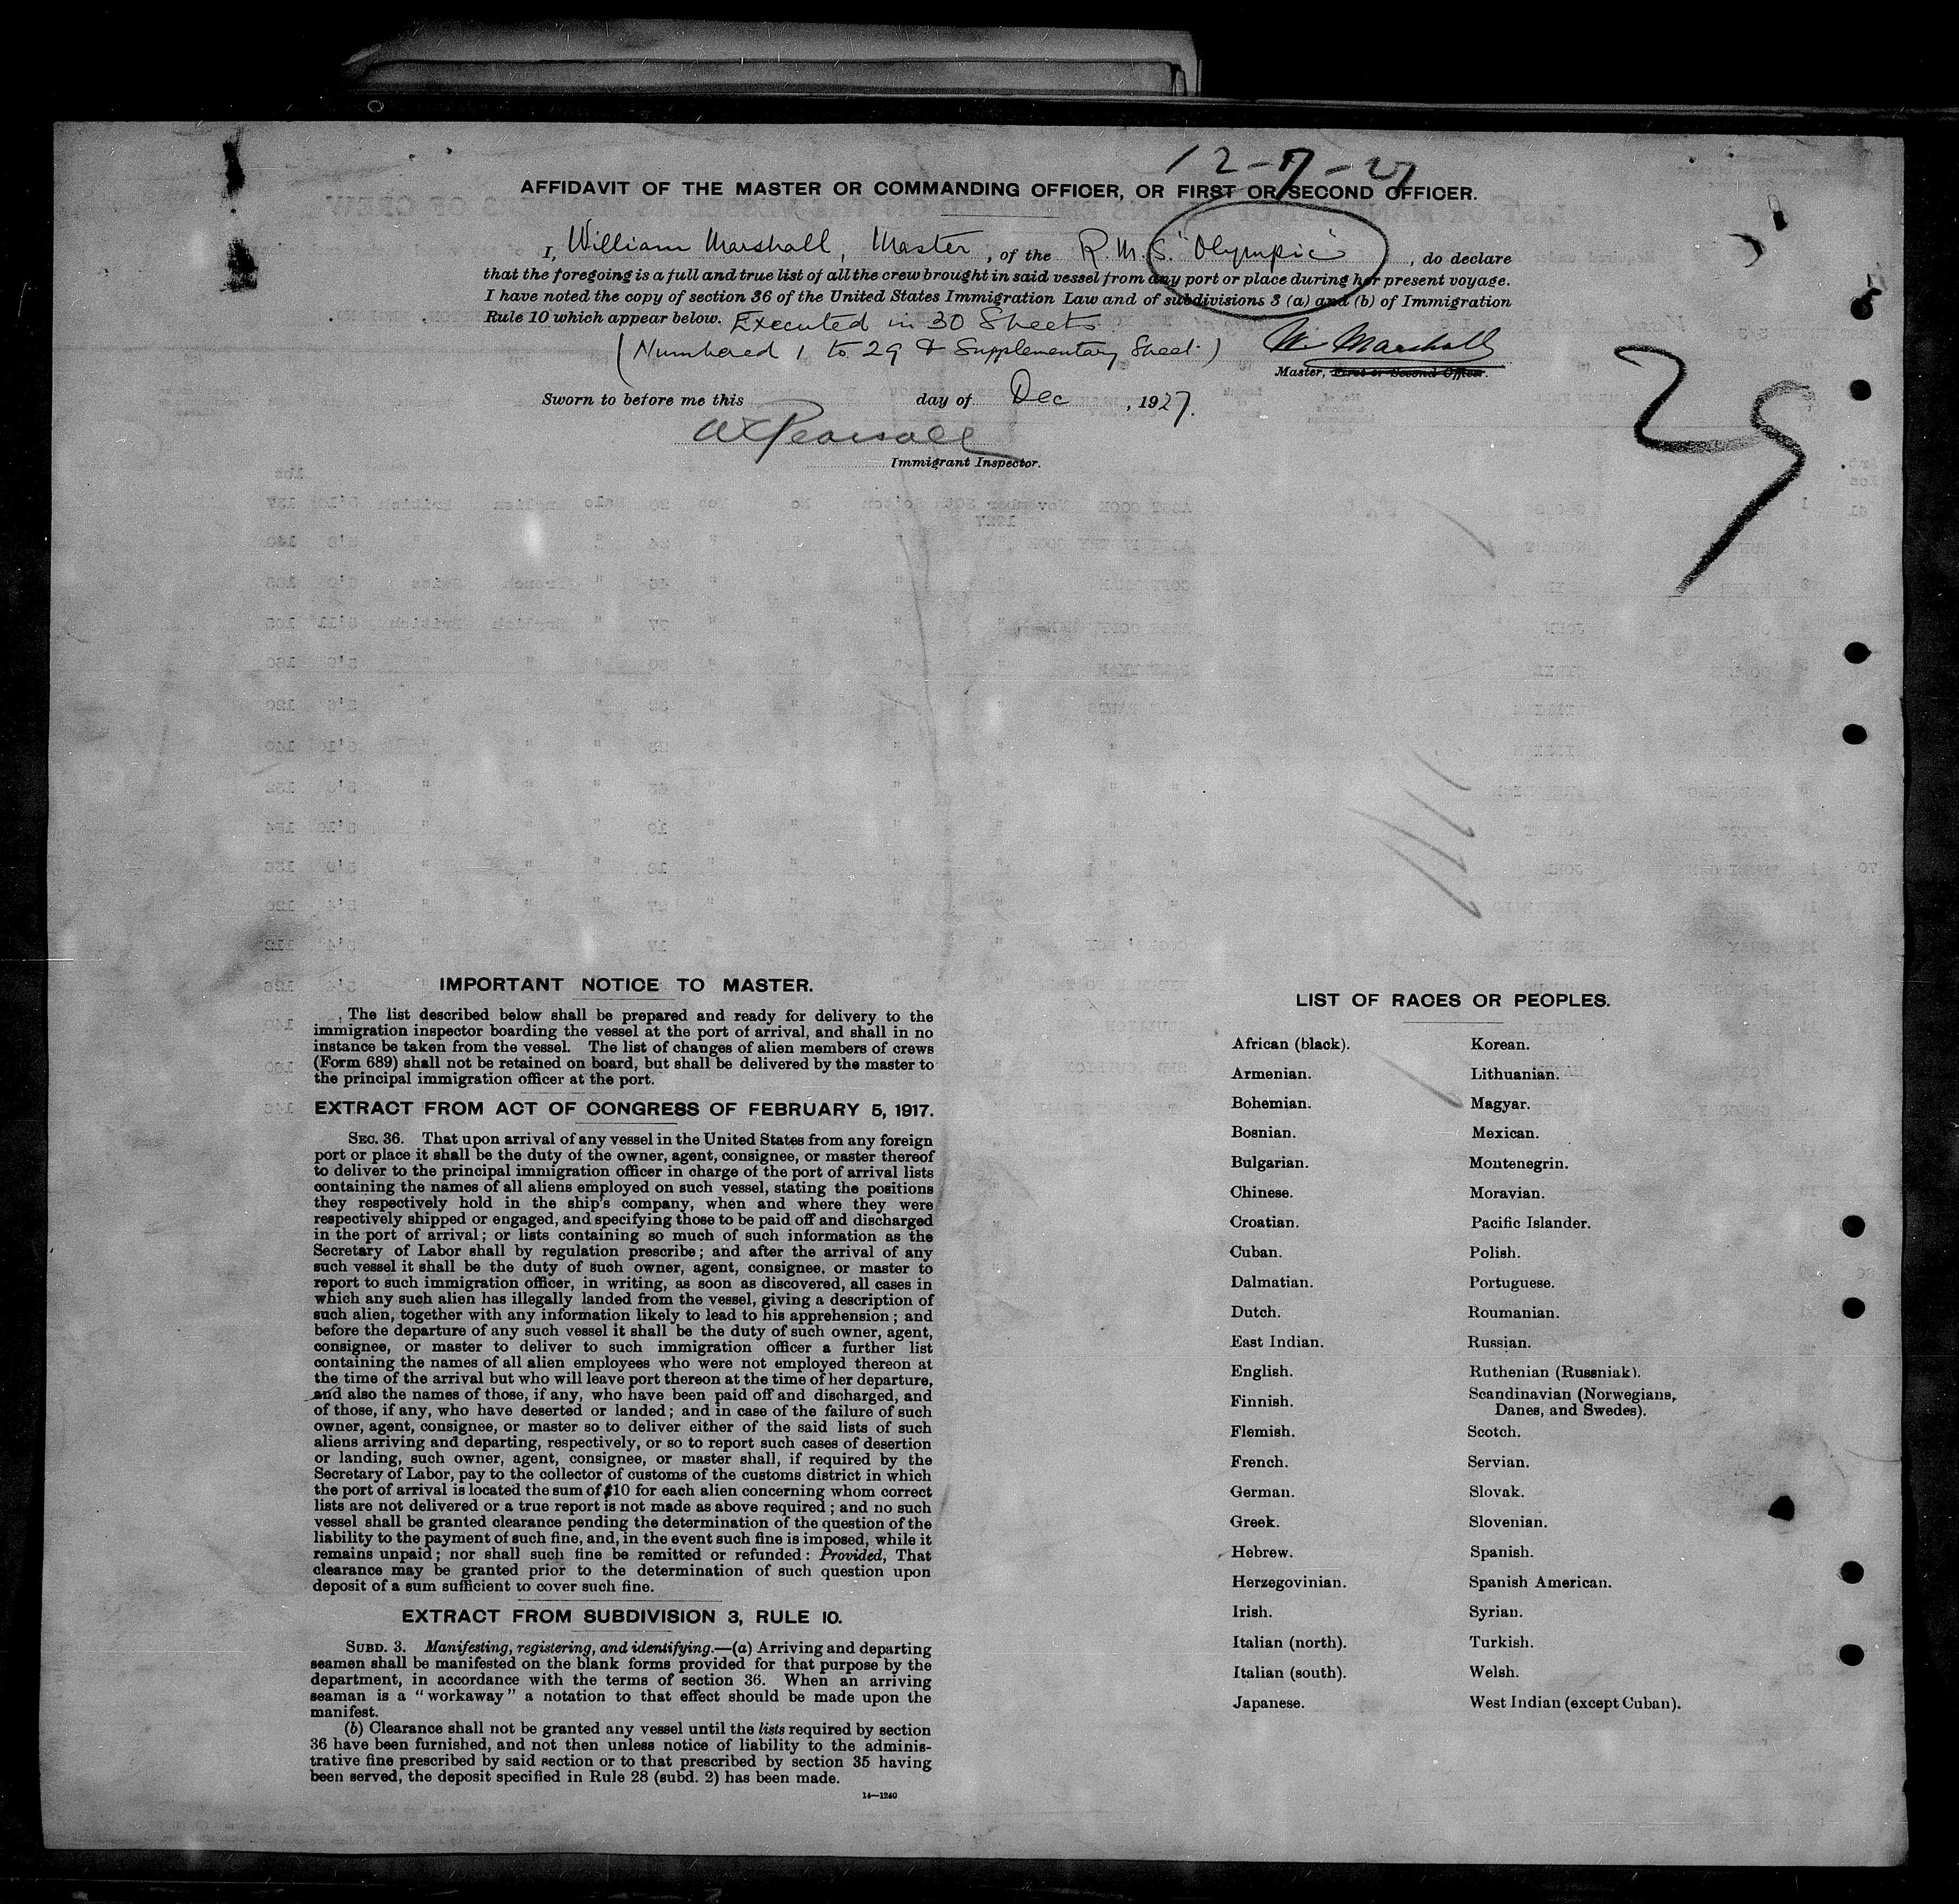 12-7-27
AFFIDAVIT OF THE MASTER OR COMMANDING OFFICER, OR FIRST OR SECOND OFFICER.
I, William Marshall, Master, of the R.M.S. "Olympic", do declare
that the foregoing is a full and true list of all the crew brought in said vessel from any port or place during her present voyage.
I have noted the copy of section 36 of the United States Immigration Law and of subdivisions 3 (a) and (b) of Immigration
Rule 10 which appear below. Executed in 30 Sheets
(Numbered 1 to 29 & Supplementary Sheet.) W. Marshall
Master, First or Second Officer.
29
Sworn to before me this day of Dec, 1927.
Immigrant Inspector.
IMPORTANT NOTICE TO MASTER.
The list described below shall be prepared and ready for delivery to the
immigration inspector boarding the vessel at the port of arrival, and shall in no
instance be taken from the vessel. The list of changes of alien members of crews
(Form 689) shall not be retained on board, but shall be delivered by the master to
the principal immigration officer at the port.
EXTRACT FROM ACT OF CONGRESS OF FEBRUARY 5, 1917.
SEC. 36. That upon arrival of any vessel in the United States from any foreign
port or place it shall be the duty of the owner, agent, consignee, or master thereof
to deliver to the principal immigration officer in charge of the port of arrival lists
containing the names of all aliens employed on such vessel, stating the positions
they respectively hold in the ship's company, when and where they were
respectively shipped or engaged, and specifying those to be paid off and discharged
in the port of arrival; or lists containing so much of such information as the
Secretary of Labor shall by regulation prescribe; and after the arrival of any
such vessel it shall be the duty of such owner, agent, consignee, or master to
report to such immigration officer, in writing, as soon as discovered, all cases in
which any such alien has illegally landed from the vessel, giving a description of
such alien, together with any information likely to lead to his apprehension; and
before the departure of any such vessel it shall be the duty of such owner, agent,
consignee, or master to deliver to such immigration officer a further list
containing the names of all alien employees who were not employed thereon at
the time of the arrival but who will leave port thereon at the time of her departure,
and also the names of those, if any, who have been paid off and discharged, and
of those, if any, who have deserted or landed; and in case of the failure of such
owner, agent, consignee, or master so to deliver either of the said lists of such
aliens arriving and departing, respectively, or so to report such cases of desertion
or landing, such owner, agent, consignee, or master shall, if required by the
Secretary of Labor, pay to the collector of customs of the customs district in which
the port of arrival is located the sum of $10 for each alien concerning whom correct
lists are not delivered or a true report is not made as above required; and no such
vessel shall be granted clearance pending the determination of the question of the
liability to the payment of such fine, and, in the event such fine is imposed, while it
remains unpaid; nor shall such fine be remitted or refunded: Provided, That
clearance may be granted prior to the determination of such question upon
deposit of a sum sufficient to cover such fine.
EXTRACT FROM SUBDIVISION 3, RULE 10.
SUBD. 3. Manifesting, registering, and identifying.—(a) Arriving and departing
seamen shall be manifested on the blank forms provided for that purpose by the
department, in accordance with the terms of section 36. When an arriving
seaman is a "workaway" a notation to that effect should be made upon the
manifest.
(b) Clearance shall not be granted any vessel until the lists required by section
36 have been furnished, and not then unless notice of liability to the adminis-
trative fine prescribed by said section or to that prescribed by section 35 having
been served, the deposit specified in Rule 28 (subd. 2) has been made.
14—1240
LIST OF RACES OR PEOPLES.
African (black).
Armenian.
Bohemian.
Bosnian.
Bulgarian.
Chinese.
Croatian.
Cuban.
Dalmatian.
Dutch.
East Indian.
English.
Finnish.
Flemish.
French.
German.
Greek.
Hebrew.
Herzegovinian.
Irish.
Italian (north).
Italian (south).
Japanese.
Korean.
Lithuanian.
Magyar.
Mexican.
Montenegrin.
Moravian.
Pacific Islander.
Polish.
Portuguese.
Roumanian.
Russian.
Ruthenian (Russniak).
Scandinavian (Norwegians,
Danes, and Swedes).
Scotch.
Servian.
Slovak.
Slovenian.
Spanish.
Spanish American.
Syrian.
Turkish.
Welsh.
West Indian (except Cuban).